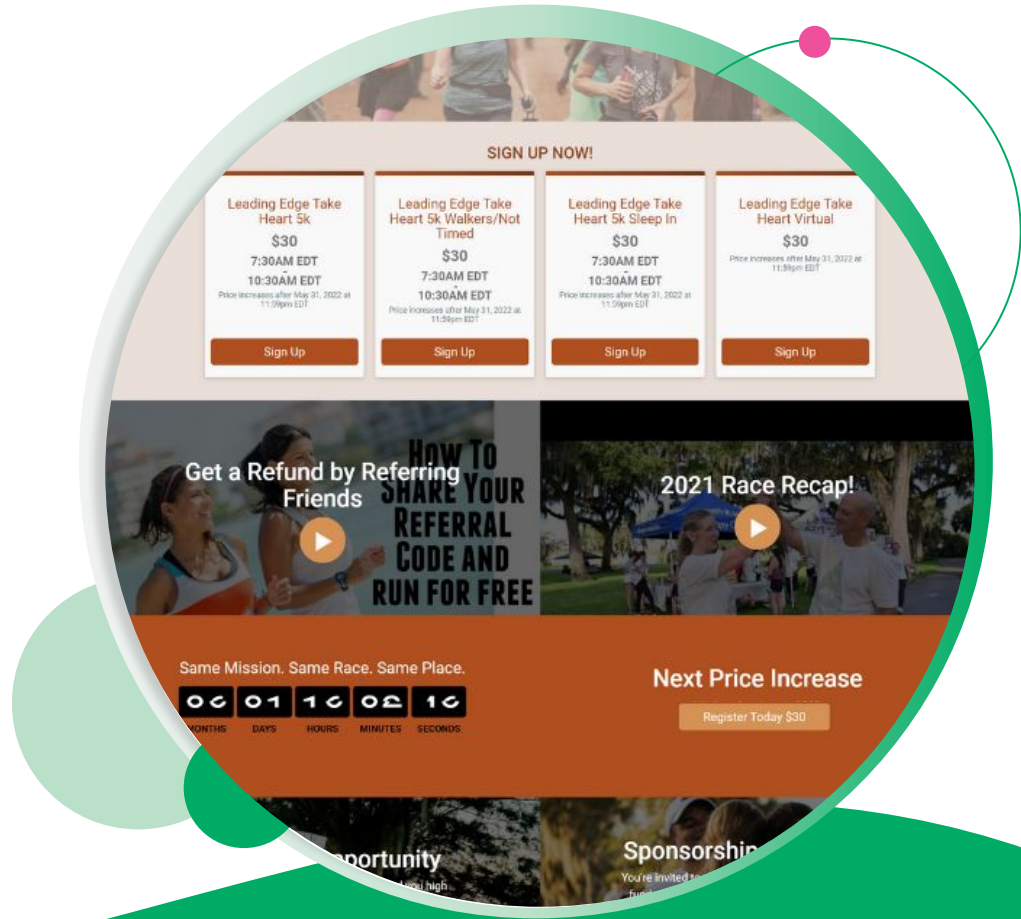 SIGN UP NOW!
Leading Edge Take
Heart 5k
$30
7:30AM EDT
-
10:30AM EDT
Price increases after May 31, 2022 at
11:59pm EDT
Sign Up
Leading Edge Take
Heart 5k Walkers/Not
Timed
$30
7:30AM EDT
-
10:30AM EDT
Price increases after May 31, 2022 at
11:59pm EDT
Sign Up
Leading Edge Take
Heart 5k Sleep In
$30
7:30AM EDT
-
10:30AM EDT
Price increases after May 31, 2022 at
11:59pm EDT
Sign Up
Leading Edge Take
Heart Virtual
$30
Price increases after May 31, 2022 at
11:59pm EDT
Sign Up
Get a Refund by Referring
Friends
How To
Share Your
Referral
Code and
Run for Free
2021 Race Recap!
Same Mission. Same Race. Same Place.
01
MONTHS DAYS HOURS MINUTES SECONDS
Next Price Increase
Register Today $30
Sponsorship
You're invited to
high